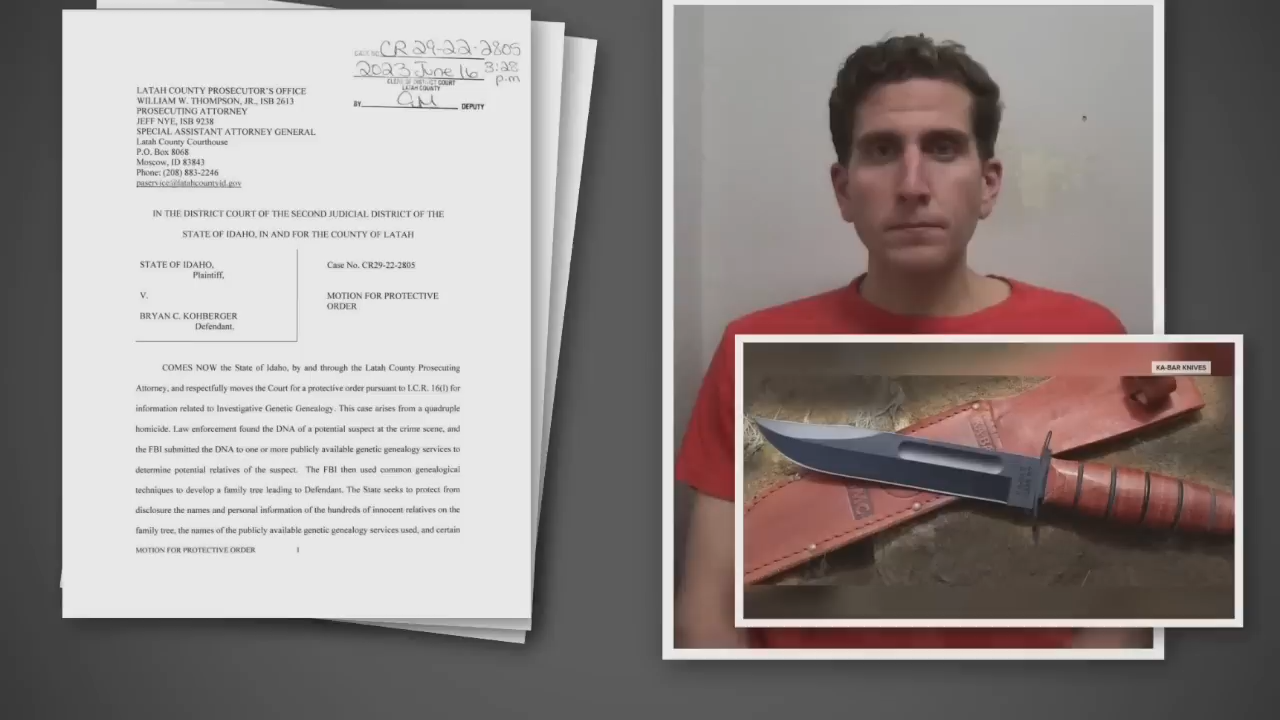 CASE NO. CR29-22-2805
2023 June 16 3:28
p.m
CLERK OF DISTRICT COURT
LATAH COUNTY
BY DEPUTY
LATAH COUNTY PROSECUTOR'S OFFICE
WILLIAM W. THOMPSON, JR., ISB 2613
PROSECUTING ATTORNEY
JEFF NYE, ISB 9238
SPECIAL ASSISTANT ATTORNEY GENERAL
Latah County Courthouse
P.O. Box 8068
Moscow, ID 83843
Phone: (208) 883-2246
paservice@latahcountyid.gov
IN THE DISTRICT COURT OF THE SECOND JUDICIAL DISTRICT OF THE
STATE OF IDAHO, IN AND FOR THE COUNTY OF LATAH
STATE OF IDAHO,
Plaintiff,
V.
BRYAN C. KOHBERGER
Defendant.
Case No. CR29-22-2805
MOTION FOR PROTECTIVE
ORDER
COMES NOW the State of Idaho, by and through the Latah County Prosecuting
Attorney, and respectfully moves the Court for a protective order pursuant to I.C.R. 16(l) for
information related to Investigative Genetic Genealogy. This case arises from a quadruple
homicide. Law enforcement found the DNA of a potential suspect at the crime scene, and
the FBI submitted the DNA to one or more publicly available genetic genealogy services to
determine potential relatives of the suspect. The FBI then used common genealogical
techniques to develop a family tree leading to Defendant. The State seeks to protect from
disclosure the names and personal information of the hundreds of innocent relatives on the
family tree, the names of the publicly available genetic genealogy services used, and certain
MOTION FOR PROTECTIVE ORDER 1
KA-BAR KNIVES
USMC